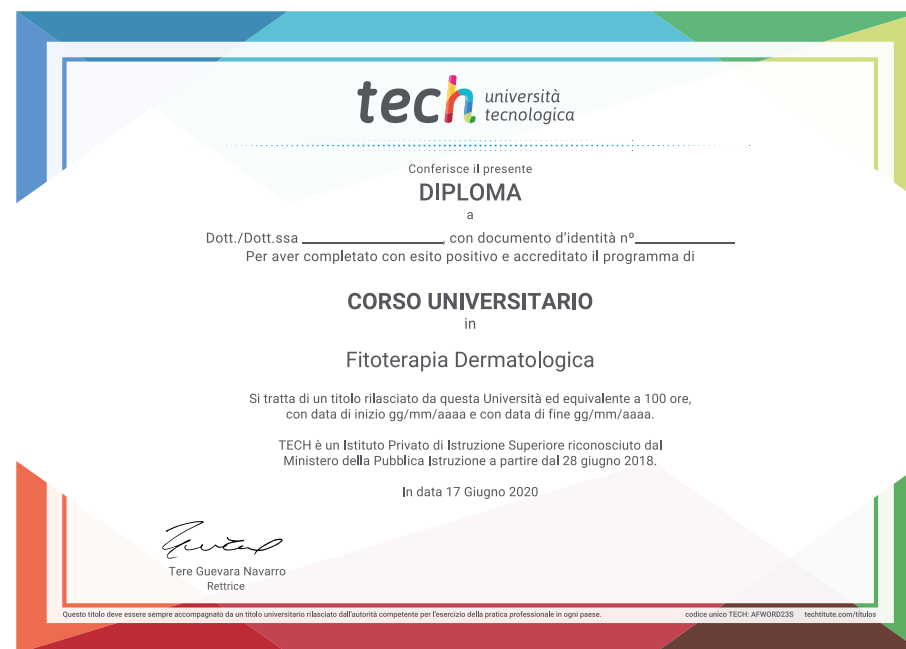 tech università
tecnologica
Conferisce il presente
DIPLOMA
a
Dott./Dott.ssa ____________________, con documento d'identità nº______________
Per aver completato con esito positivo e accreditato il programma di
CORSO UNIVERSITARIO
in
Fitoterapia Dermatologica
Si tratta di un titolo rilasciato da questa Università ed equivalente a 100 ore,
con data di inizio gg/mm/aaaa e con data di fine gg/mm/aaaa.
TECH è un Istituto Privato di Istruzione Superiore riconosciuto dal
Ministero della Pubblica Istruzione a partire dal 28 giugno 2018.
In data 17 Giugno 2020
Tere Guevara Navarro
Rettrice
Questo titolo deve essere sempre accompagnato da un titolo universitario rilasciato dall'autorità competente per l'esercizio della pratica professionale in ogni paese. codice unico TECH: AFWORD23S techtitute.com/titulos